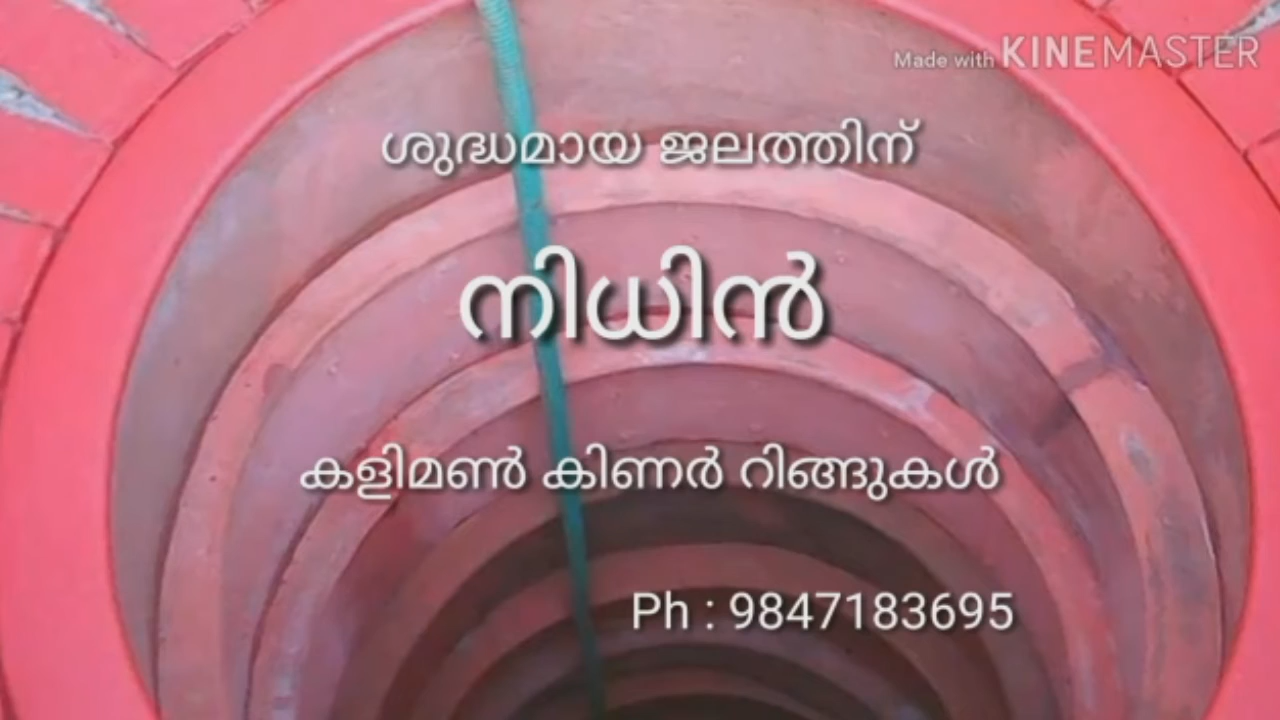 Made with KINEMASTER
ശുദ്ധമായ ജലത്തിന്
നിധിൻ
കളിമൺ കിണർ റിങ്ങുകൾ
Ph : 9847183695